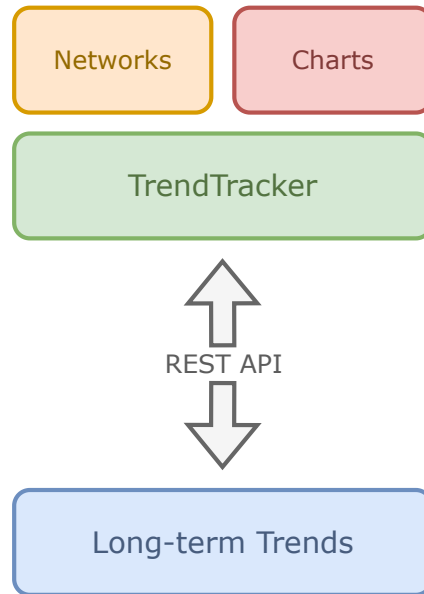 Networks
Charts
TrendTracker
REST API
Long-term Trends